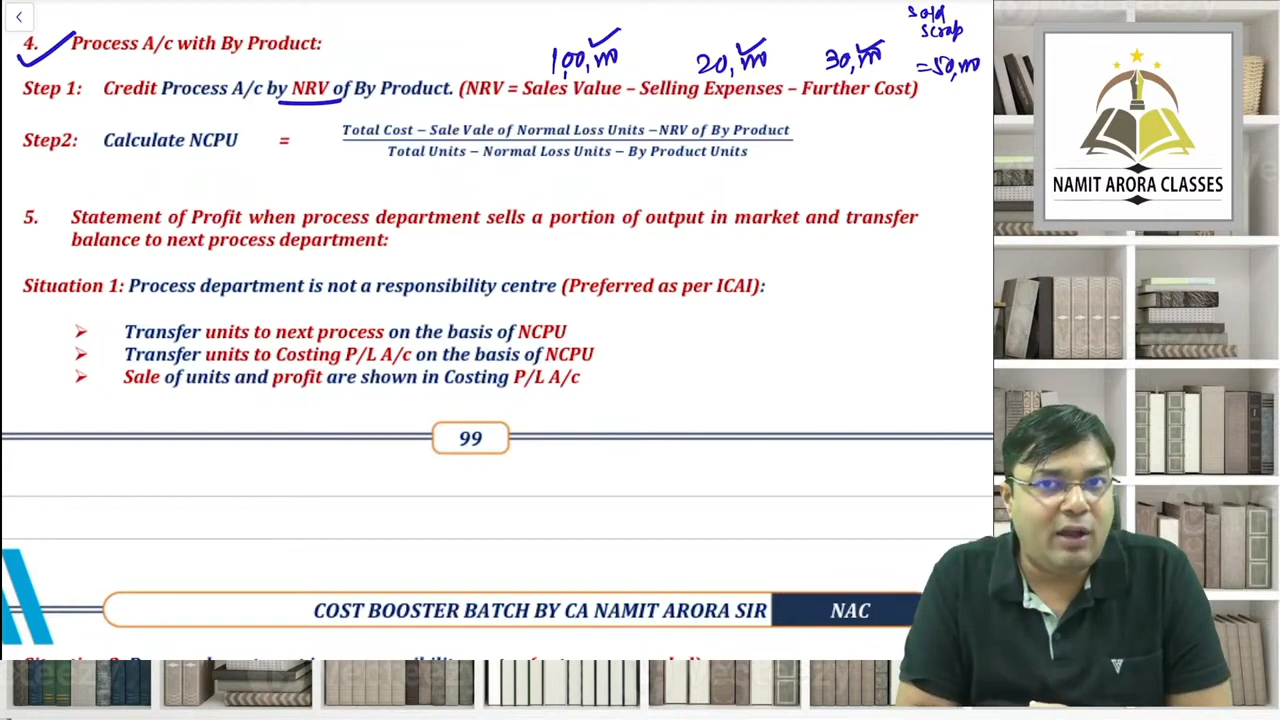 sold
scrap
4. Process A/c with By Product:
1,00,000 20,000 30,000 =50,000
Step 1: Credit Process A/c by NRV of By Product. (NRV = Sales Value – Selling Expenses – Further Cost)
Step2: Calculate NCPU = Total Cost – Sale Vale of Normal Loss Units –NRV of By Product
Total Units – Normal Loss Units – By Product Units
NAMIT ARORA CLASSES
5. Statement of Profit when process department sells a portion of output in market and transfer
balance to next process department:
Situation 1: Process department is not a responsibility centre (Preferred as per ICAI):
Transfer units to next process on the basis of NCPU
Transfer units to Costing P/L A/c on the basis of NCPU
Sale of units and profit are shown in Costing P/L A/c
99
COST BOOSTER BATCH BY CA NAMIT ARORA SIR NAC